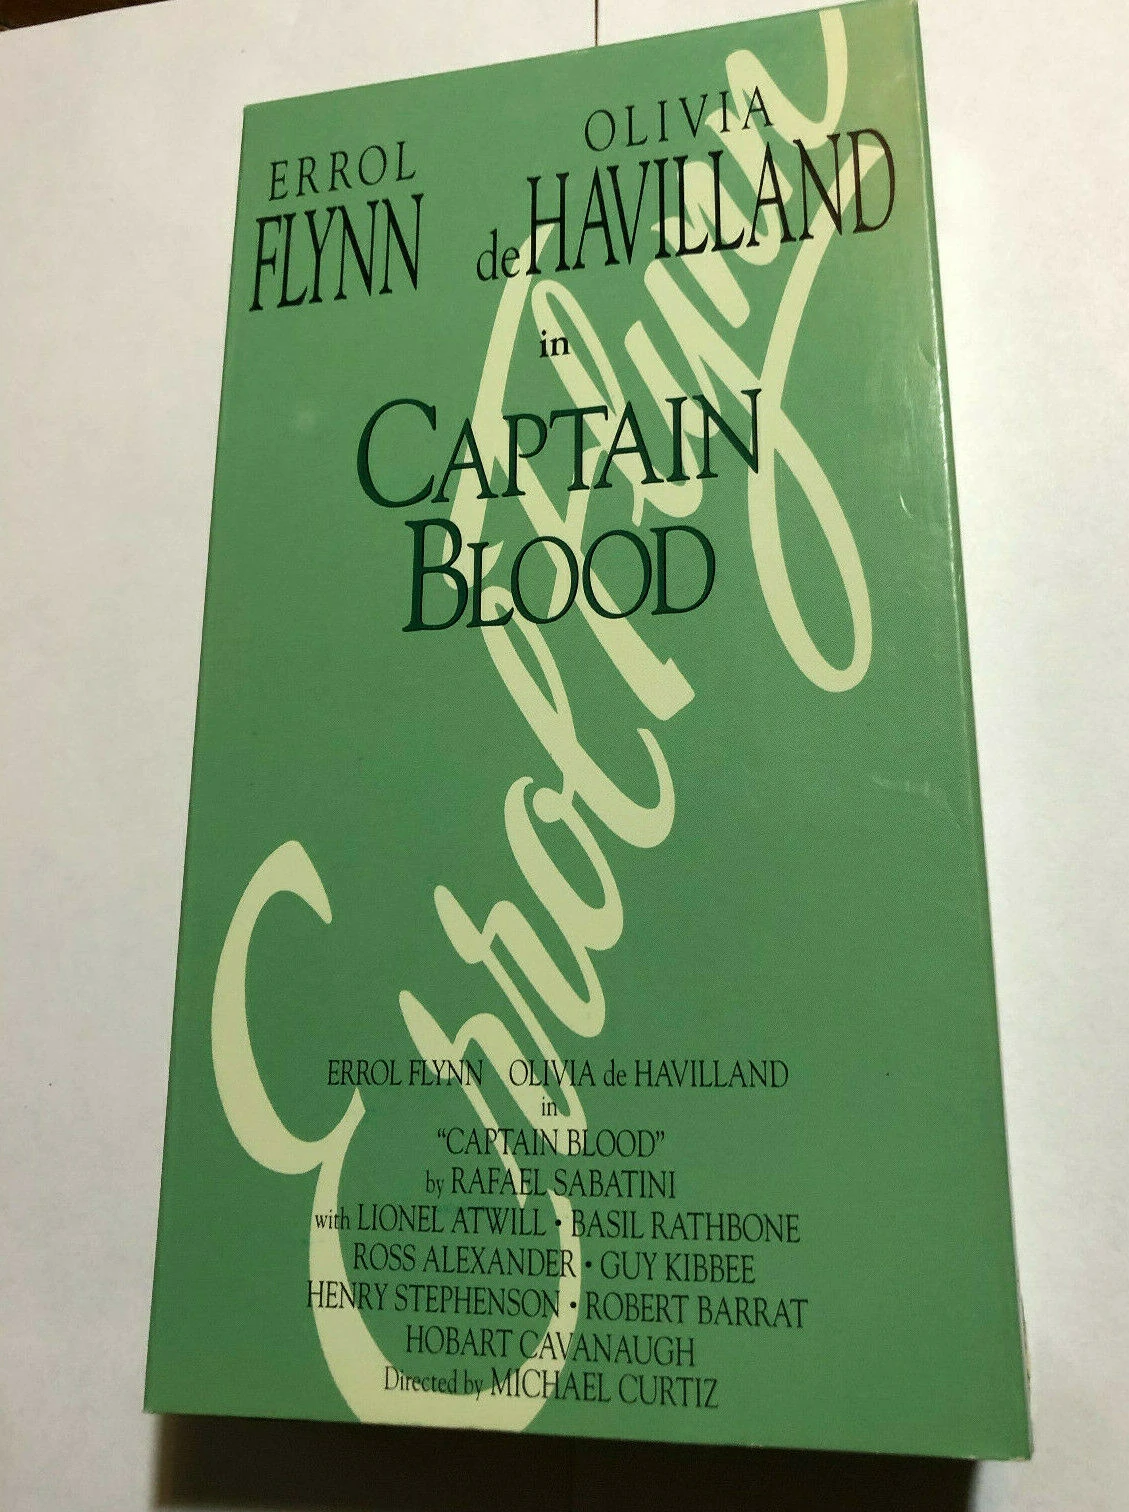 ERROL
FLYNN
OLIVIA
de HAVILLAND
in
CAPTAIN
BLOOD
Errol Flynn
ERROL FLYNN OLIVIA de HAVILLAND
in
“CAPTAIN BLOOD”
by RAFAEL SABATINI
with LIONEL ATWILL • BASIL RATHBONE
ROSS ALEXANDER • GUY KIBBEE
HENRY STEPHENSON • ROBERT BARRAT
HOBART CAVANAUGH
Directed by MICHAEL CURTIZ